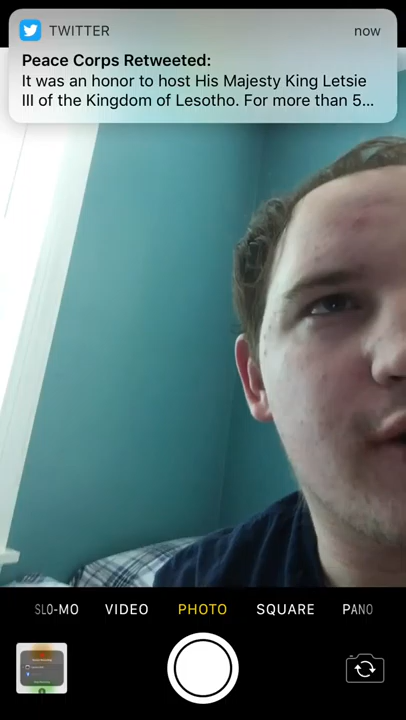 TWITTER now
Peace Corps Retweeted:
It was an honor to host His Majesty King Letsie
III of the Kingdom of Lesotho. For more than 5...
SLO-MO VIDEO PHOTO SQUARE PANO